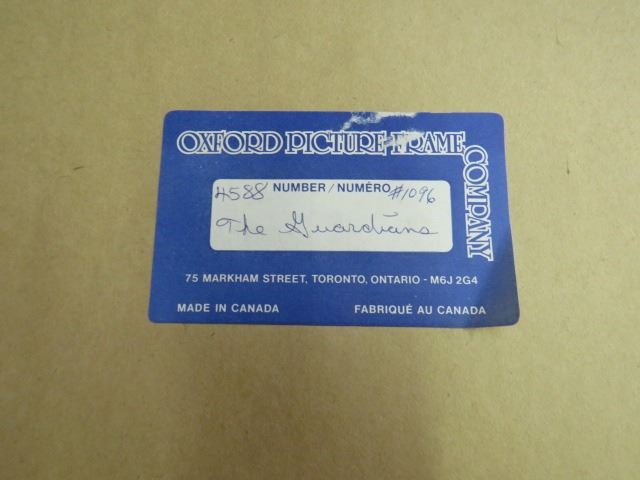 OXFORD PICTURE FRAME COMPANY
4588 NUMBER / NUMÉRO #1096
The Guardians
75 MARKHAM STREET, TORONTO, ONTARIO - M6J 2G4
MADE IN CANADA FABRIQUÉ AU CANADA